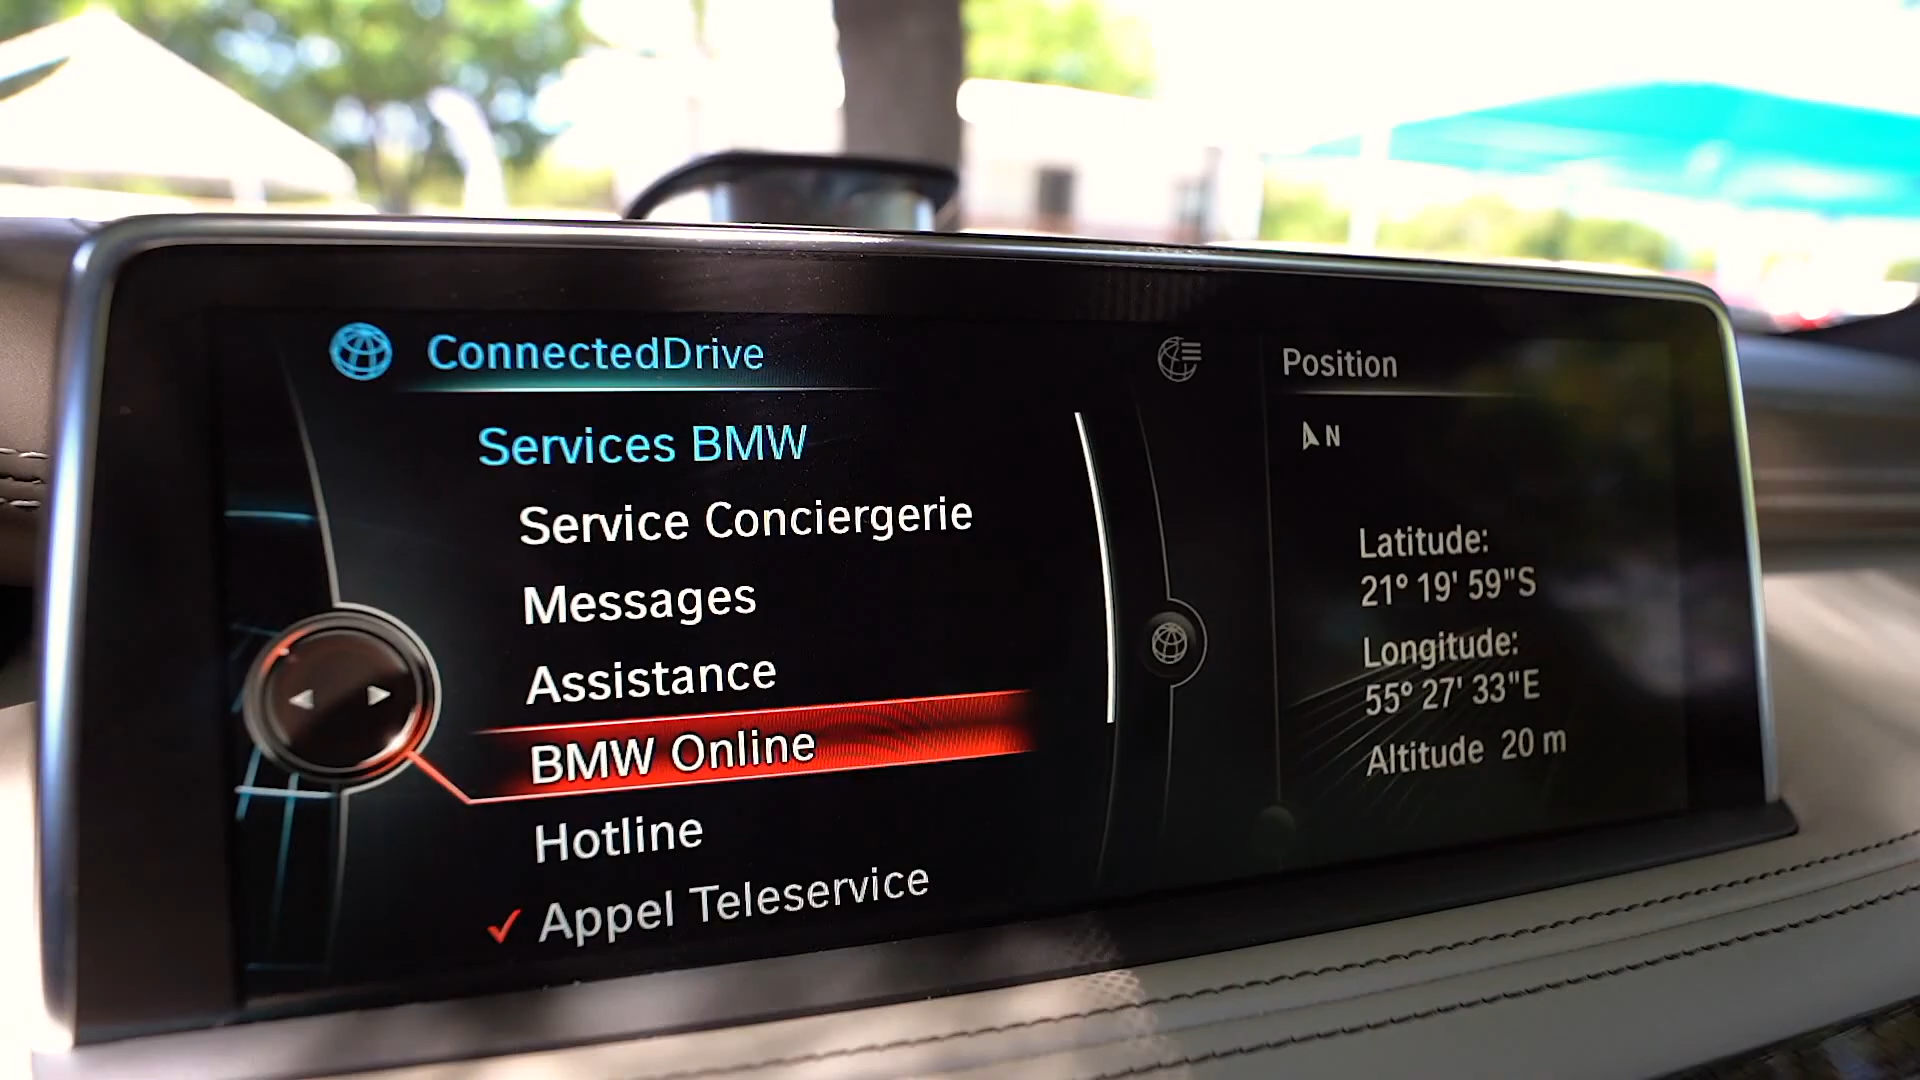 ConnectedDrive
Services BMW
Service Conciergerie
Messages
Assistance
BMW Online
Hotline
Appel Teleservice
Position
N
Latitude:
21° 19' 59"S
Longitude:
55° 27' 33"E
Altitude 20 m